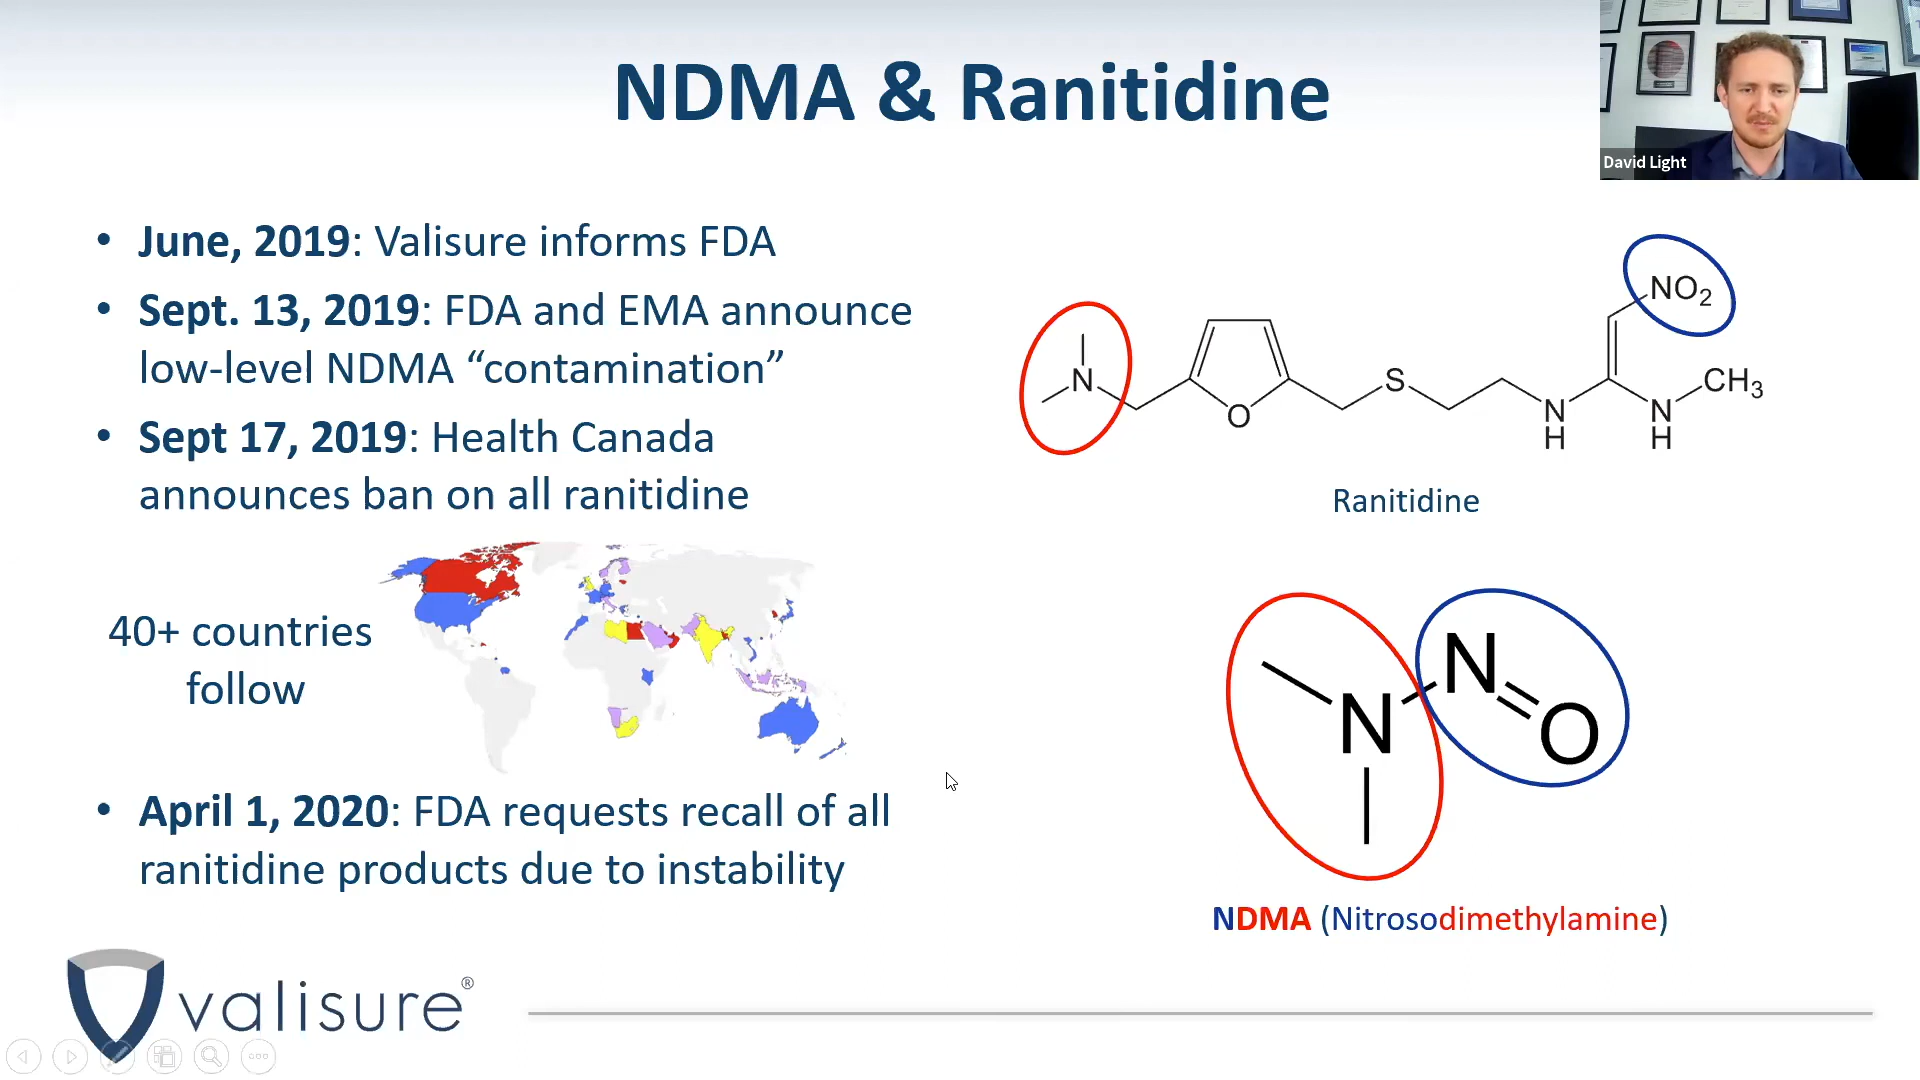 NDMA & Ranitidine
David Light
• June, 2019: Valisure informs FDA
• Sept. 13, 2019: FDA and EMA announce
low-level NDMA “contamination”
• Sept 17, 2019: Health Canada
announces ban on all ranitidine
40+ countries
follow
• April 1, 2020: FDA requests recall of all
ranitidine products due to instability
NO₂
N
O
S
N
H
N
H
CH₃
Ranitidine
N
N
O
NDMA (Nitrosodimethylamine)
valisure®